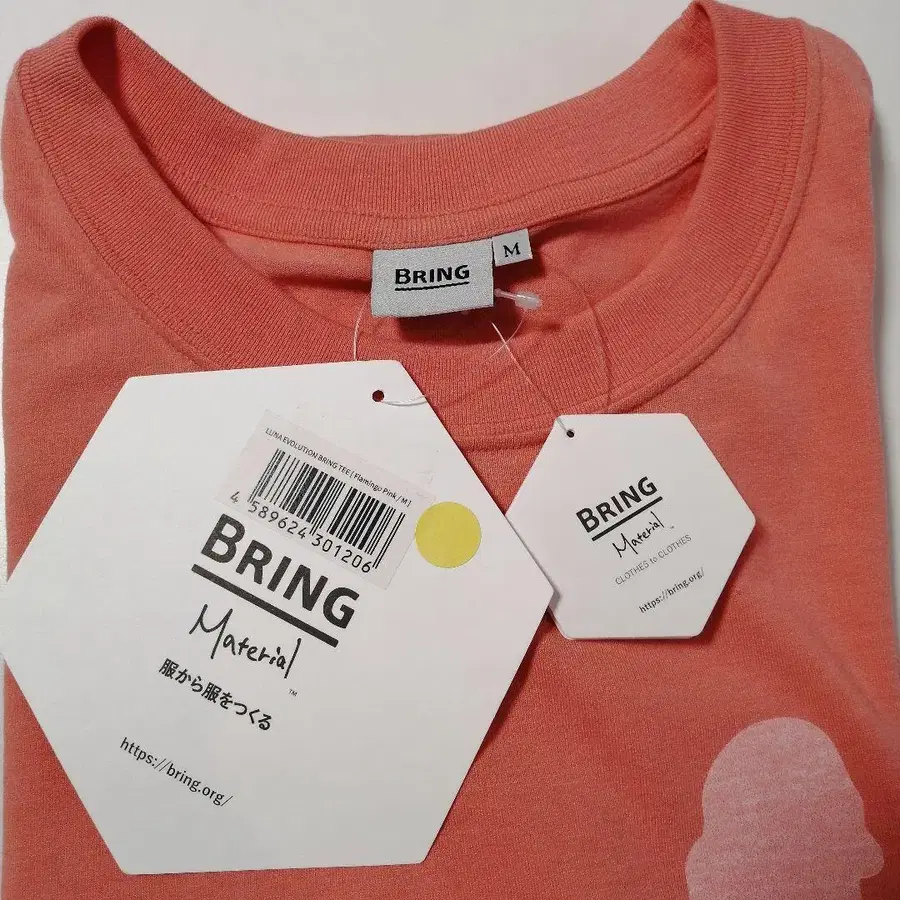 BRING
M
LUNA EVOLUTION BRING TEE ( Flamingo Pink / M )
4 589624 301206
BRING
Material
™
服から服をつくる
https://bring.org/
BRING
Material
CLOTHES to CLOTHES
https://bring.org/